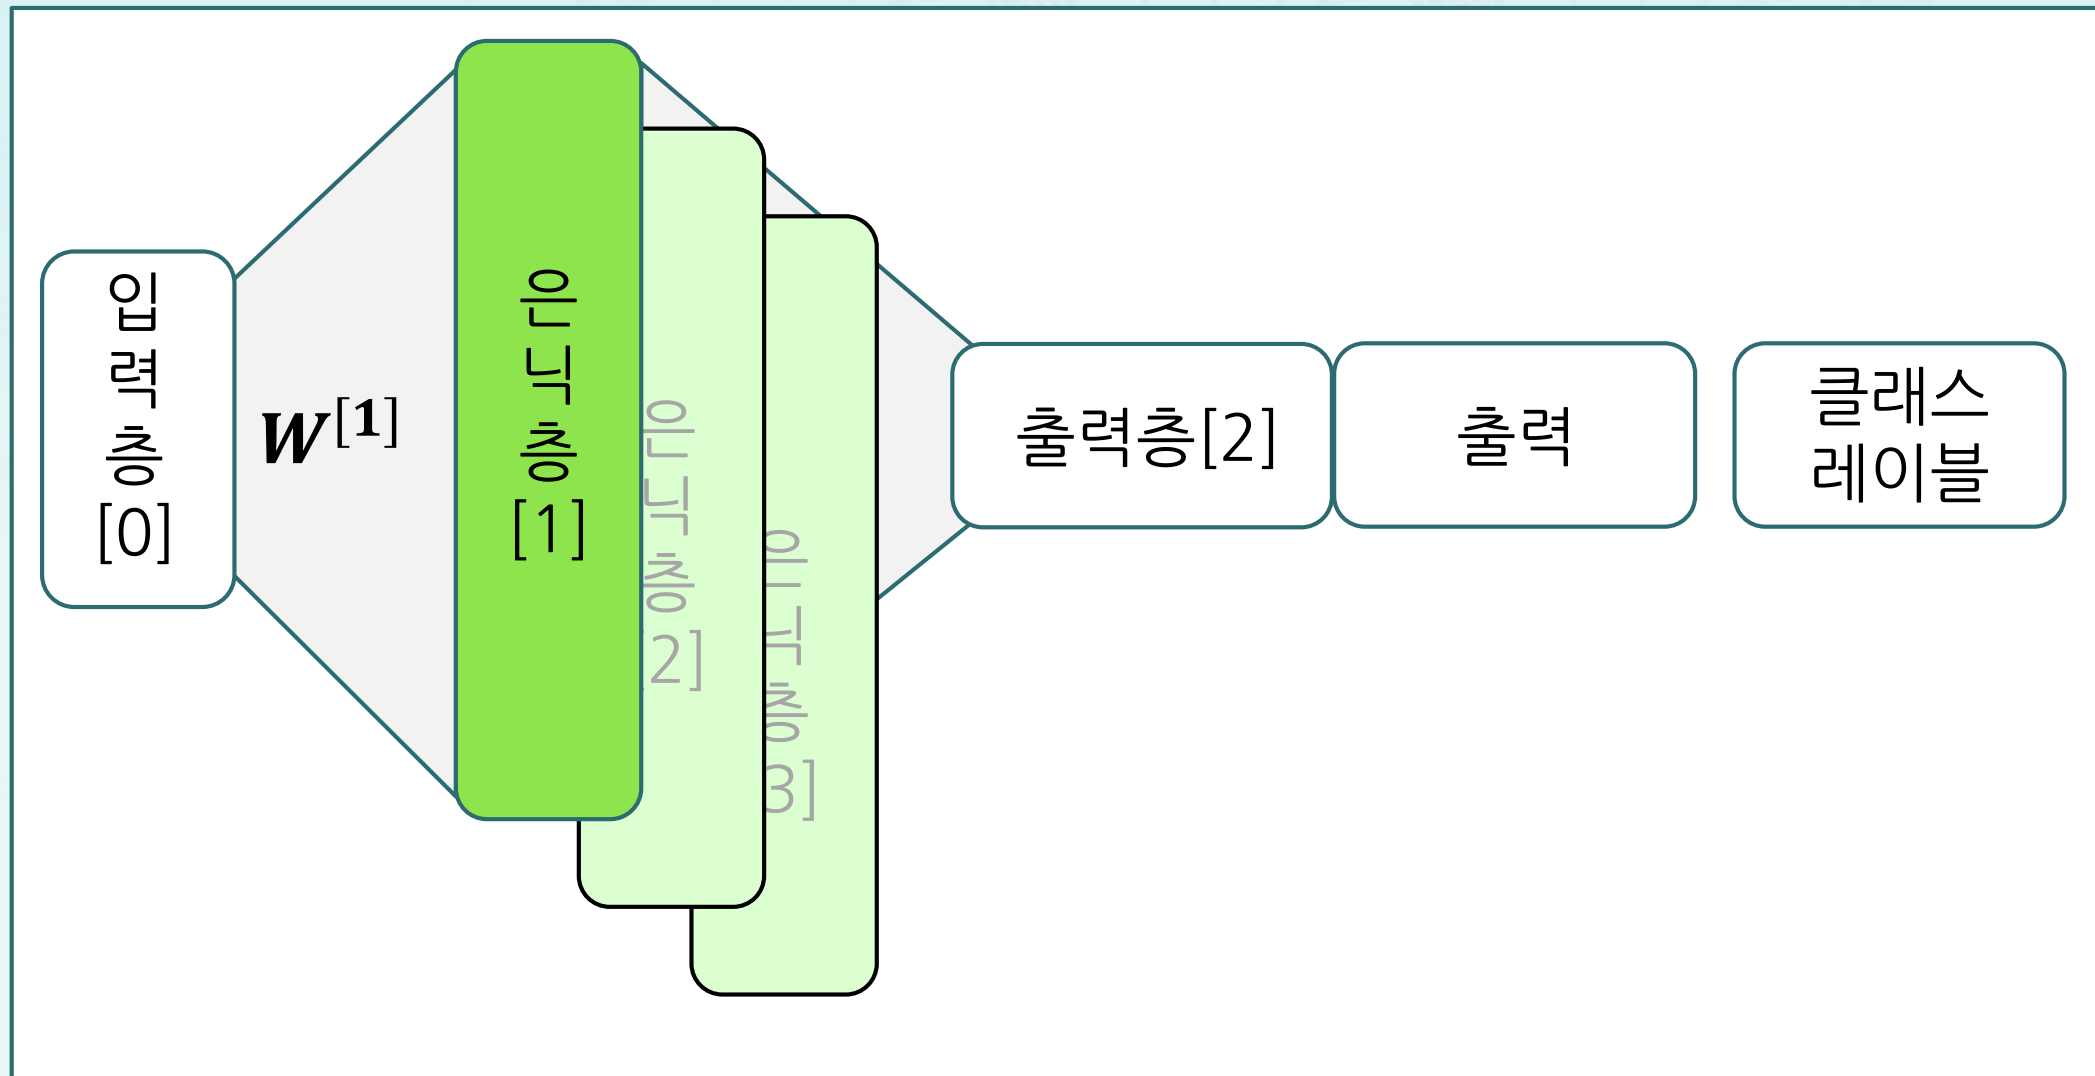 입
력
층
[0]
W[1]
은
닉
층
[1]
은
닉
층
2]
은
닉
층
3]
출력층[2]
출력
클래스
레이블